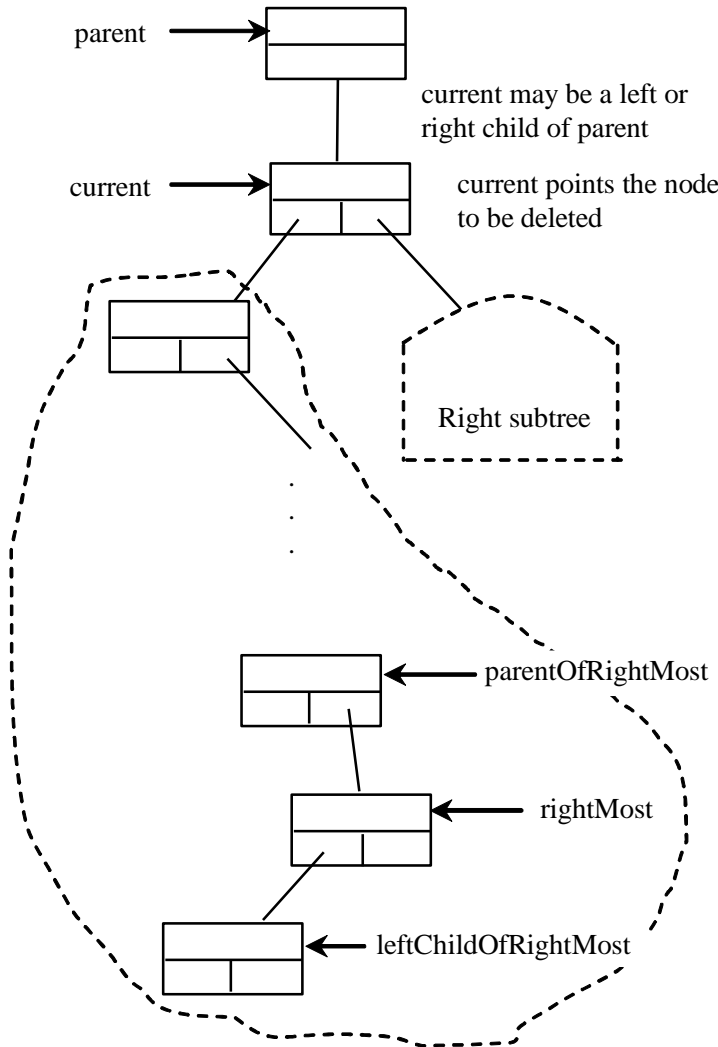 parent
current may be a left or
right child of parent
current
current points the node
to be deleted
Right subtree
.
.
.
parentOfRightMost
rightMost
leftChildOfRightMost